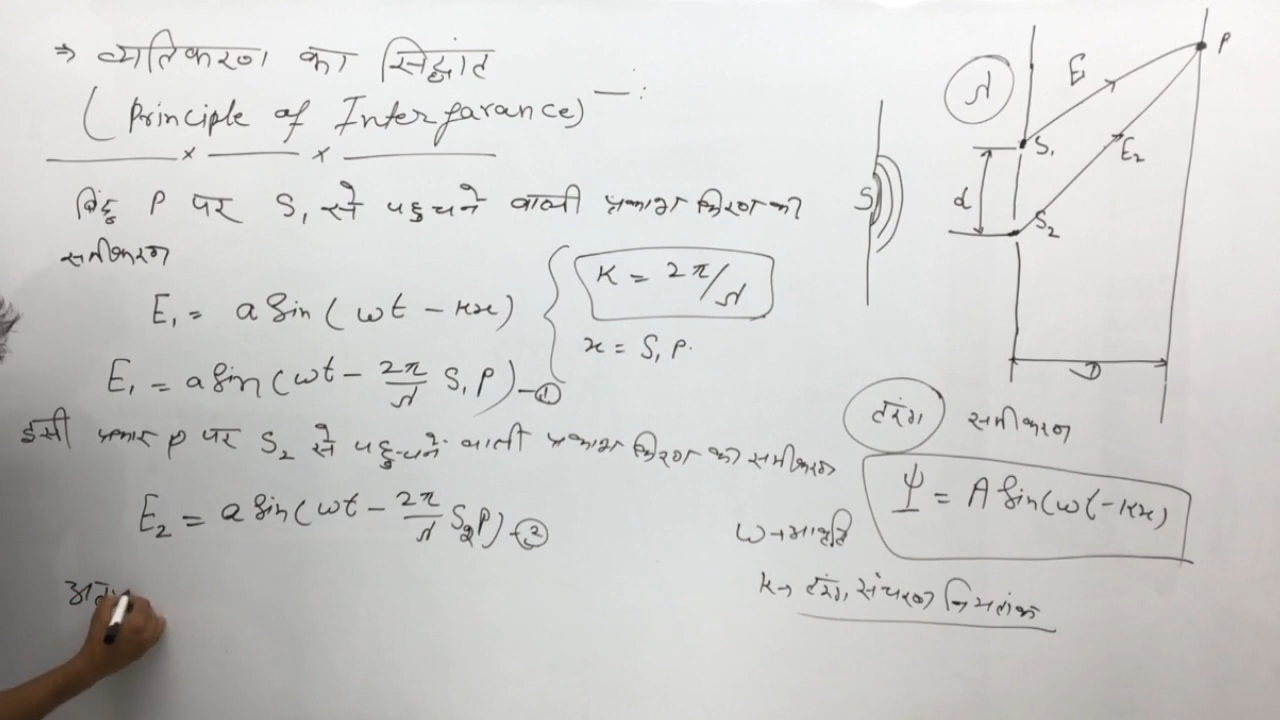 ⇒ व्यतिकरण का सिद्धांत
( Principle of Interfarance) —:
बिंदु P पर S₁ से पहुचने वाली प्रकाश किरण का
समीकरण
E₁ = a sin ( ωt - kx)
K = 2π/λ
x = S₁P.
E₁ = a sin (ωt - 2π/λ S₁P) -①
इसी प्रकार P पर S₂ से पहुचने वाली प्रकाश किरण का समीकरण
E₂ = a sin (ωt - 2π/λ S₂P) -②
λ
E
P
S₁
E₂
S
d
S₂
D
तरंग समीकरण
Ψ = A sin(ωt - kx)
ω → आवृति
K → तरंग, संचरण नियतांक